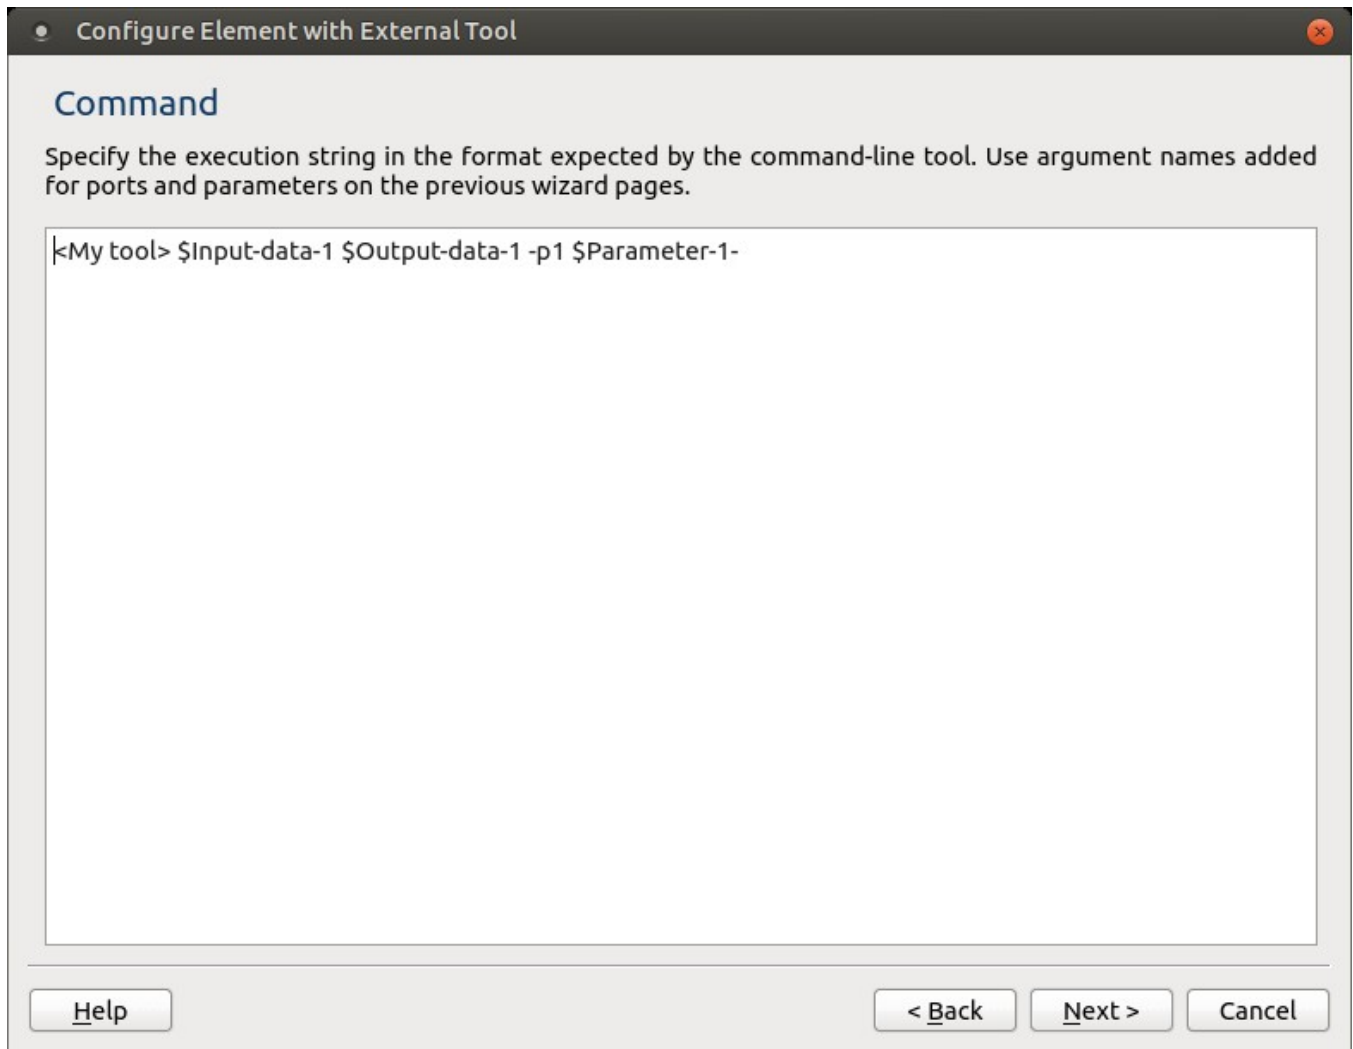 Configure Element with External Tool
Command
Specify the execution string in the format expected by the command-line tool. Use argument names added
for ports and parameters on the previous wizard pages.
<My tool> $Input-data-1 $Output-data-1 -p1 $Parameter-1-
Help
< Back
Next >
Cancel